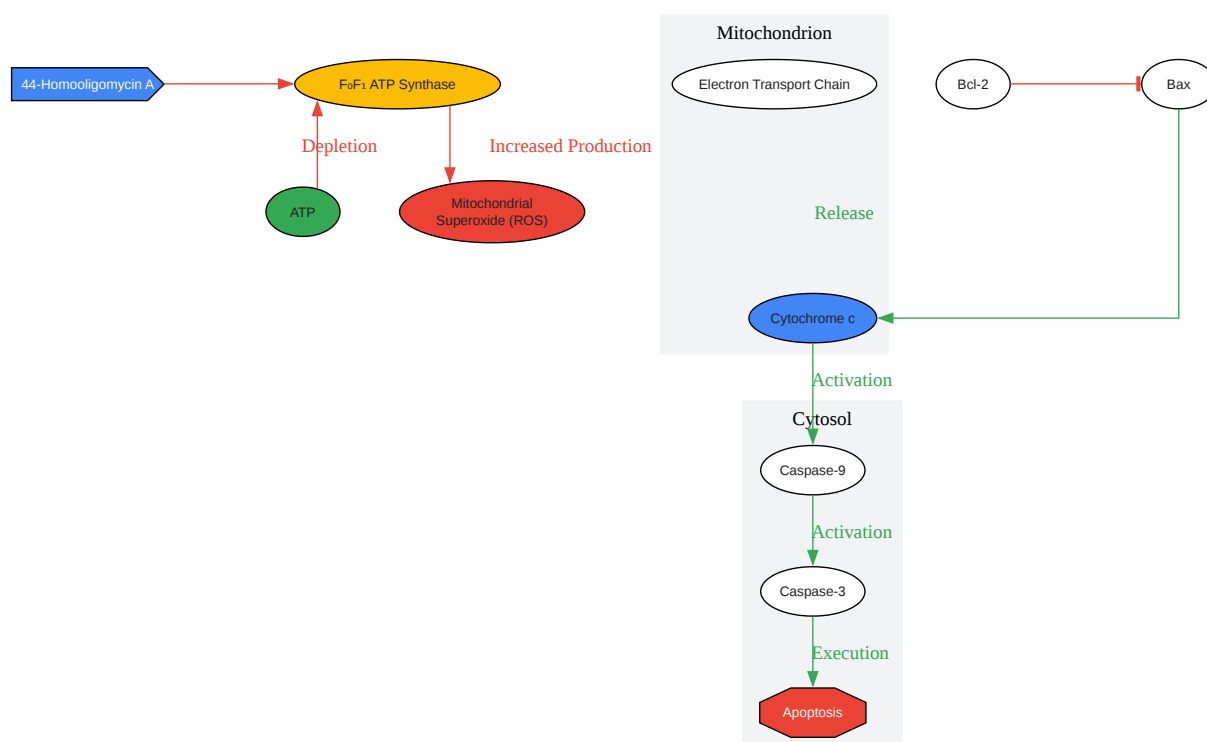 Mitochondrion
44-Homooligomycin A
F₀F₁ ATP Synthase
Electron Transport Chain
Bcl-2
Bax
Depletion
Increased Production
ATP
Mitochondrial
Superoxide (ROS)
Release
Cytochrome c
Activation
Cytosol
Caspase-9
Activation
Caspase-3
Execution
Apoptosis